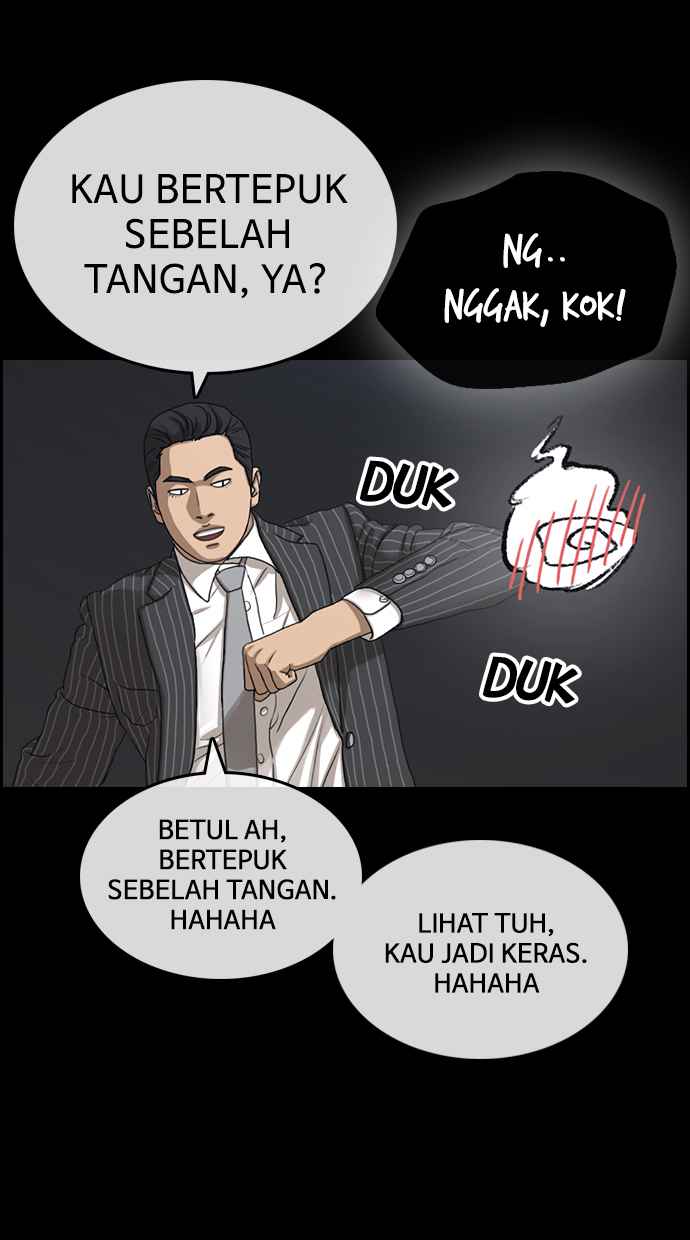 KAU BERTEPUK
SEBELAH
TANGAN, YA?
NG..
NGGAK, KOK!
DUK
DUK
BETUL AH,
BERTEPUK
SEBELAH TANGAN.
HAHAHA
LIHAT TUH,
KAU JADI KERAS.
HAHAHA